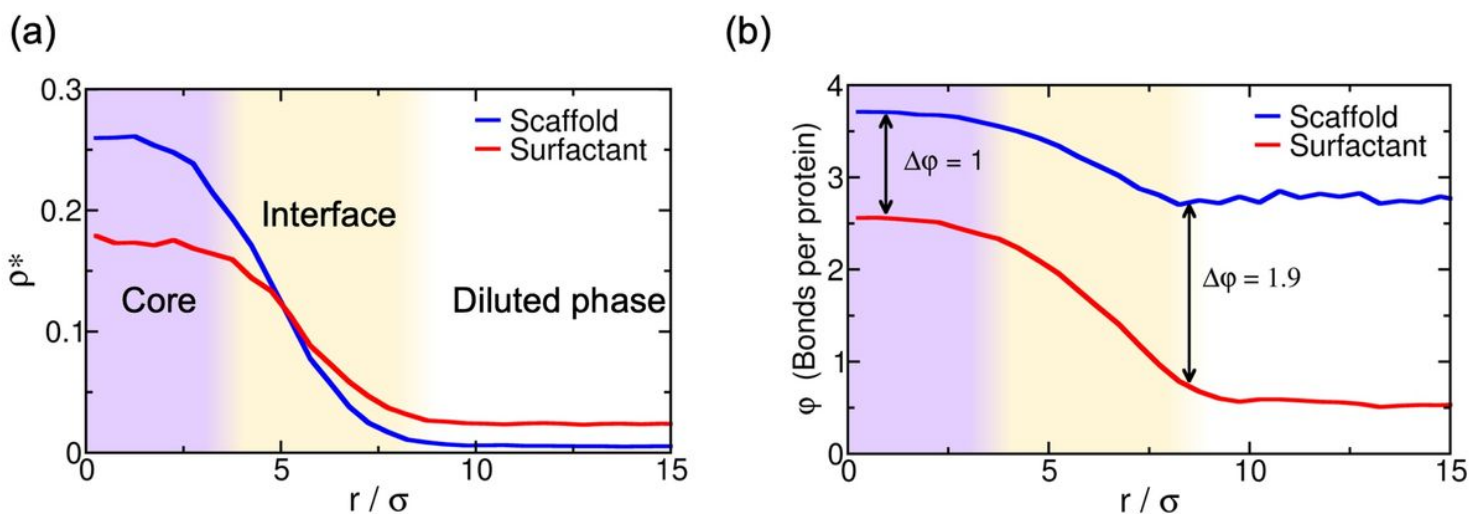 (a)
0.3
0.2
0.1
0
ρ*
Scaffold
Surfactant
Interface
Core
Diluted phase
0 5 10 15
r / σ
(b)
4
3
2
1
0
φ (Bonds per protein)
Scaffold
Surfactant
Δφ = 1
Δφ = 1.9
0 5 10 15
r / σ